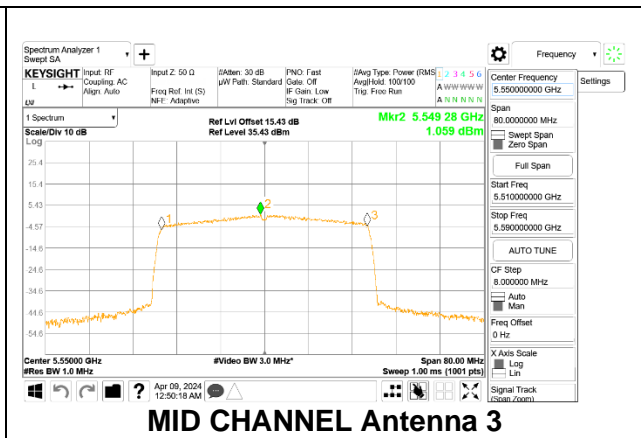 Spectrum Analyzer 1
Swept SA
Frequency
KEYSIGHT
Input: RF
Coupling: AC
Align: Auto
Input Z: 50 Ω
Freq Ref: Int (S)
NFE: Adaptive
#Atten: 30 dB
µW Path: Standard
PNO: Fast
Gate: Off
IF Gain: Low
Sig Track: Off
#Avg Type: Power (RMS
Avg|Hold: 100/100
Trig: Free Run
1 2 3 4 5 6
A W W W W W
A N N N N N
1 Spectrum
Scale/Div 10 dB
Log
Ref Lvl Offset 15.43 dB
Ref Level 35.43 dBm
Mkr2 5.549 28 GHz
1.059 dBm
25.4
15.4
5.43
-4.57
-14.6
-24.6
-34.6
-44.6
-54.6
1
2
3
Center 5.55000 GHz
#Res BW 1.0 MHz
#Video BW 3.0 MHz*
Span 80.00 MHz
Sweep 1.00 ms (1001 pts)
Center Frequency
5.550000000 GHz
Settings
Span
80.0000000 MHz
Swept Span
Zero Span
Full Span
Start Freq
5.510000000 GHz
Stop Freq
5.590000000 GHz
AUTO TUNE
CF Step
8.000000 MHz
Auto
Man
Freq Offset
0 Hz
X Axis Scale
Log
Lin
Signal Track
(Span Zoom)
?
Apr 09, 2024
12:50:18 AM
MID CHANNEL Antenna 3